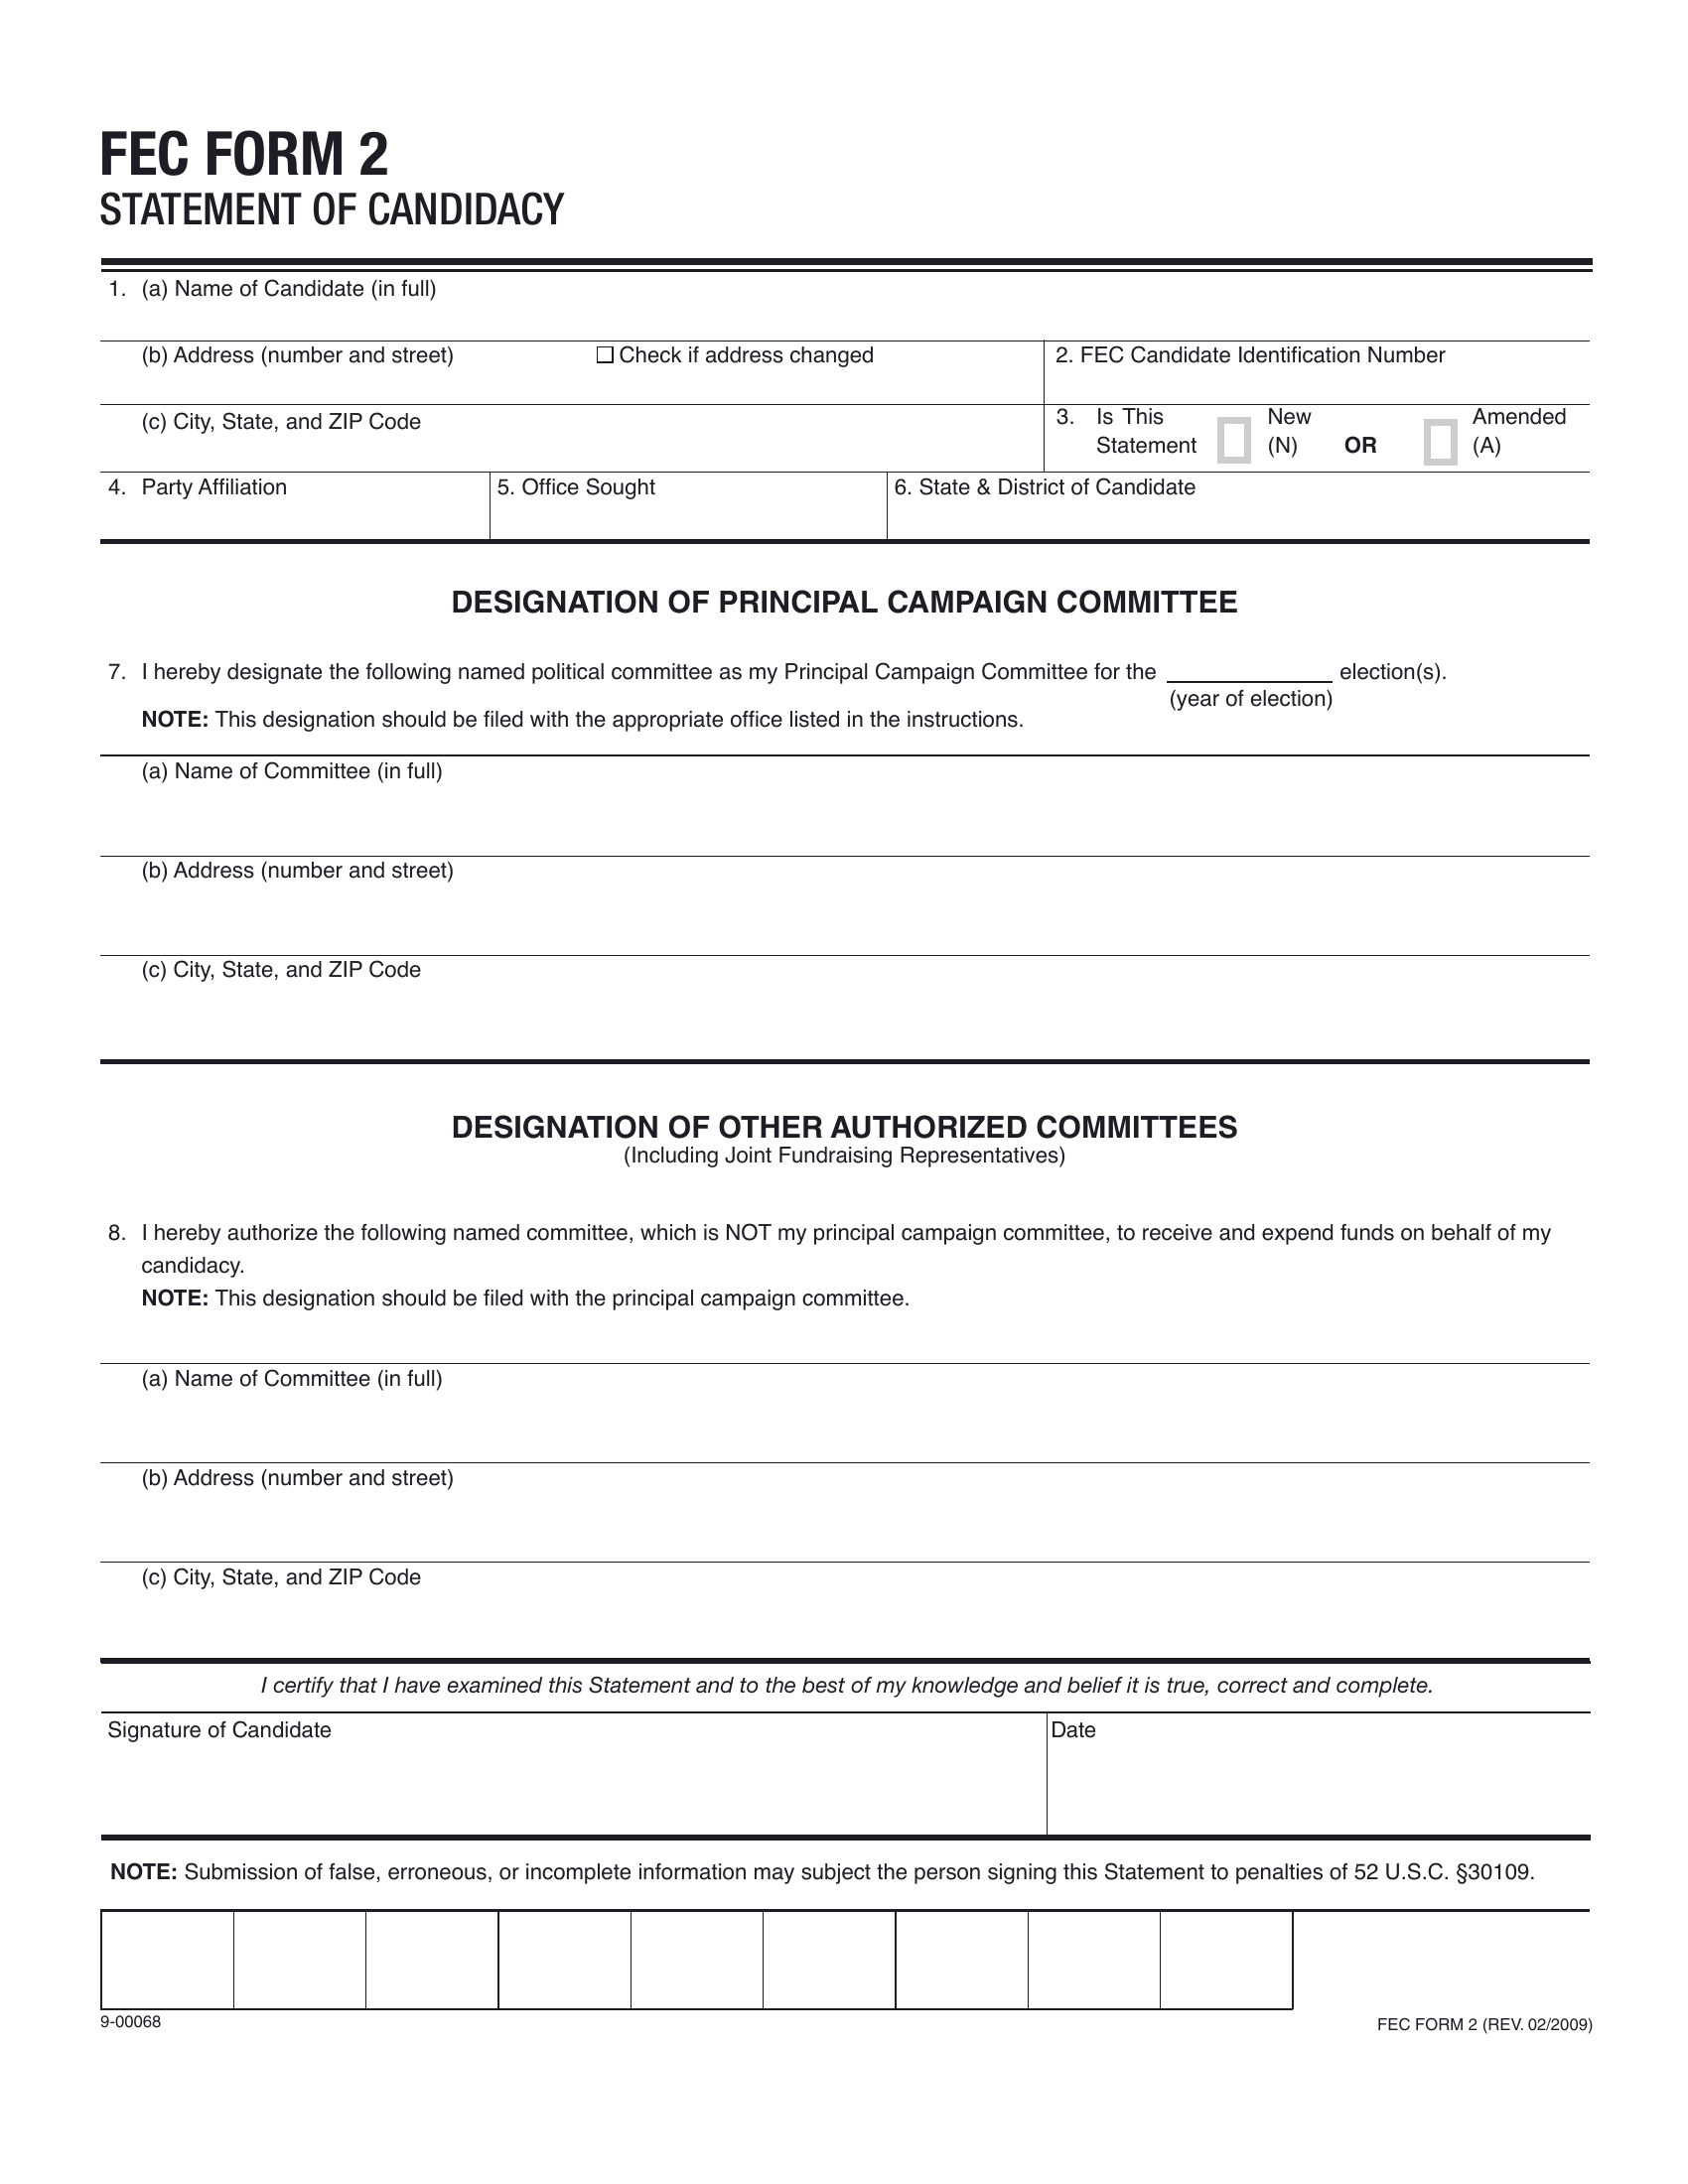 FEC FORM 2
STATEMENT OF CANDIDACY
1. (a) Name of Candidate (in full)
(b) Address (number and street) ❑ Check if address changed 2. FEC Candidate Identification Number
(c) City, State, and ZIP Code
3. Is This New Amended
Statement (N) OR (A)
4. Party Affiliation 5. Office Sought 6. State & District of Candidate
DESIGNATION OF PRINCIPAL CAMPAIGN COMMITTEE
7. I hereby designate the following named political committee as my Principal Campaign Committee for the ____________ election(s).
(year of election)
NOTE: This designation should be filed with the appropriate office listed in the instructions.
(a) Name of Committee (in full)
(b) Address (number and street)
(c) City, State, and ZIP Code
DESIGNATION OF OTHER AUTHORIZED COMMITTEES
(Including Joint Fundraising Representatives)
8. I hereby authorize the following named committee, which is NOT my principal campaign committee, to receive and expend funds on behalf of my
candidacy.
NOTE: This designation should be filed with the principal campaign committee.
(a) Name of Committee (in full)
(b) Address (number and street)
(c) City, State, and ZIP Code
I certify that I have examined this Statement and to the best of my knowledge and belief it is true, correct and complete.
Signature of Candidate Date
NOTE: Submission of false, erroneous, or incomplete information may subject the person signing this Statement to penalties of 52 U.S.C. §30109.
9-00068
FEC FORM 2 (REV. 02/2009)